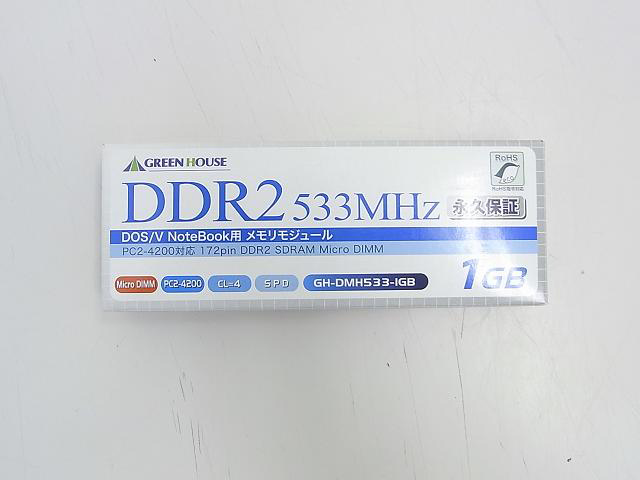 GREEN HOUSE
RoHS
RoHS指令対応
DDR2 533MHz 永久保証
DOS/V NoteBook用 メモリモジュール
PC2-4200対応 172pin DDR2 SDRAM Micro DIMM
Micro DIMM PC2-4200 CL=4 SPD GH-DMH533-1GB
1GB